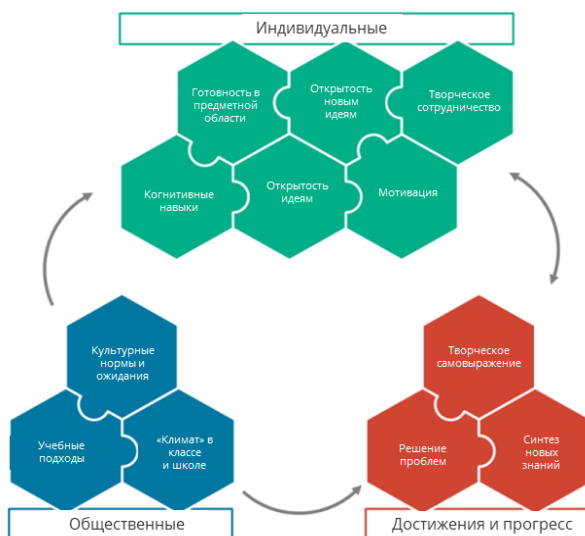 Индивидуальные
Готовность в
предметной
области
Открытость
новым
идеям
Творческое
сотрудничество
Когнитивные
навыки
Открытость
идеям
Мотивация
Культурные
нормы и
ожидания
Учебные
подходы
«Климат» в
классе
и школе
Общественные
Творческое
самовыражение
Решение
проблем
Синтез
новых
знаний
Достижения и прогресс